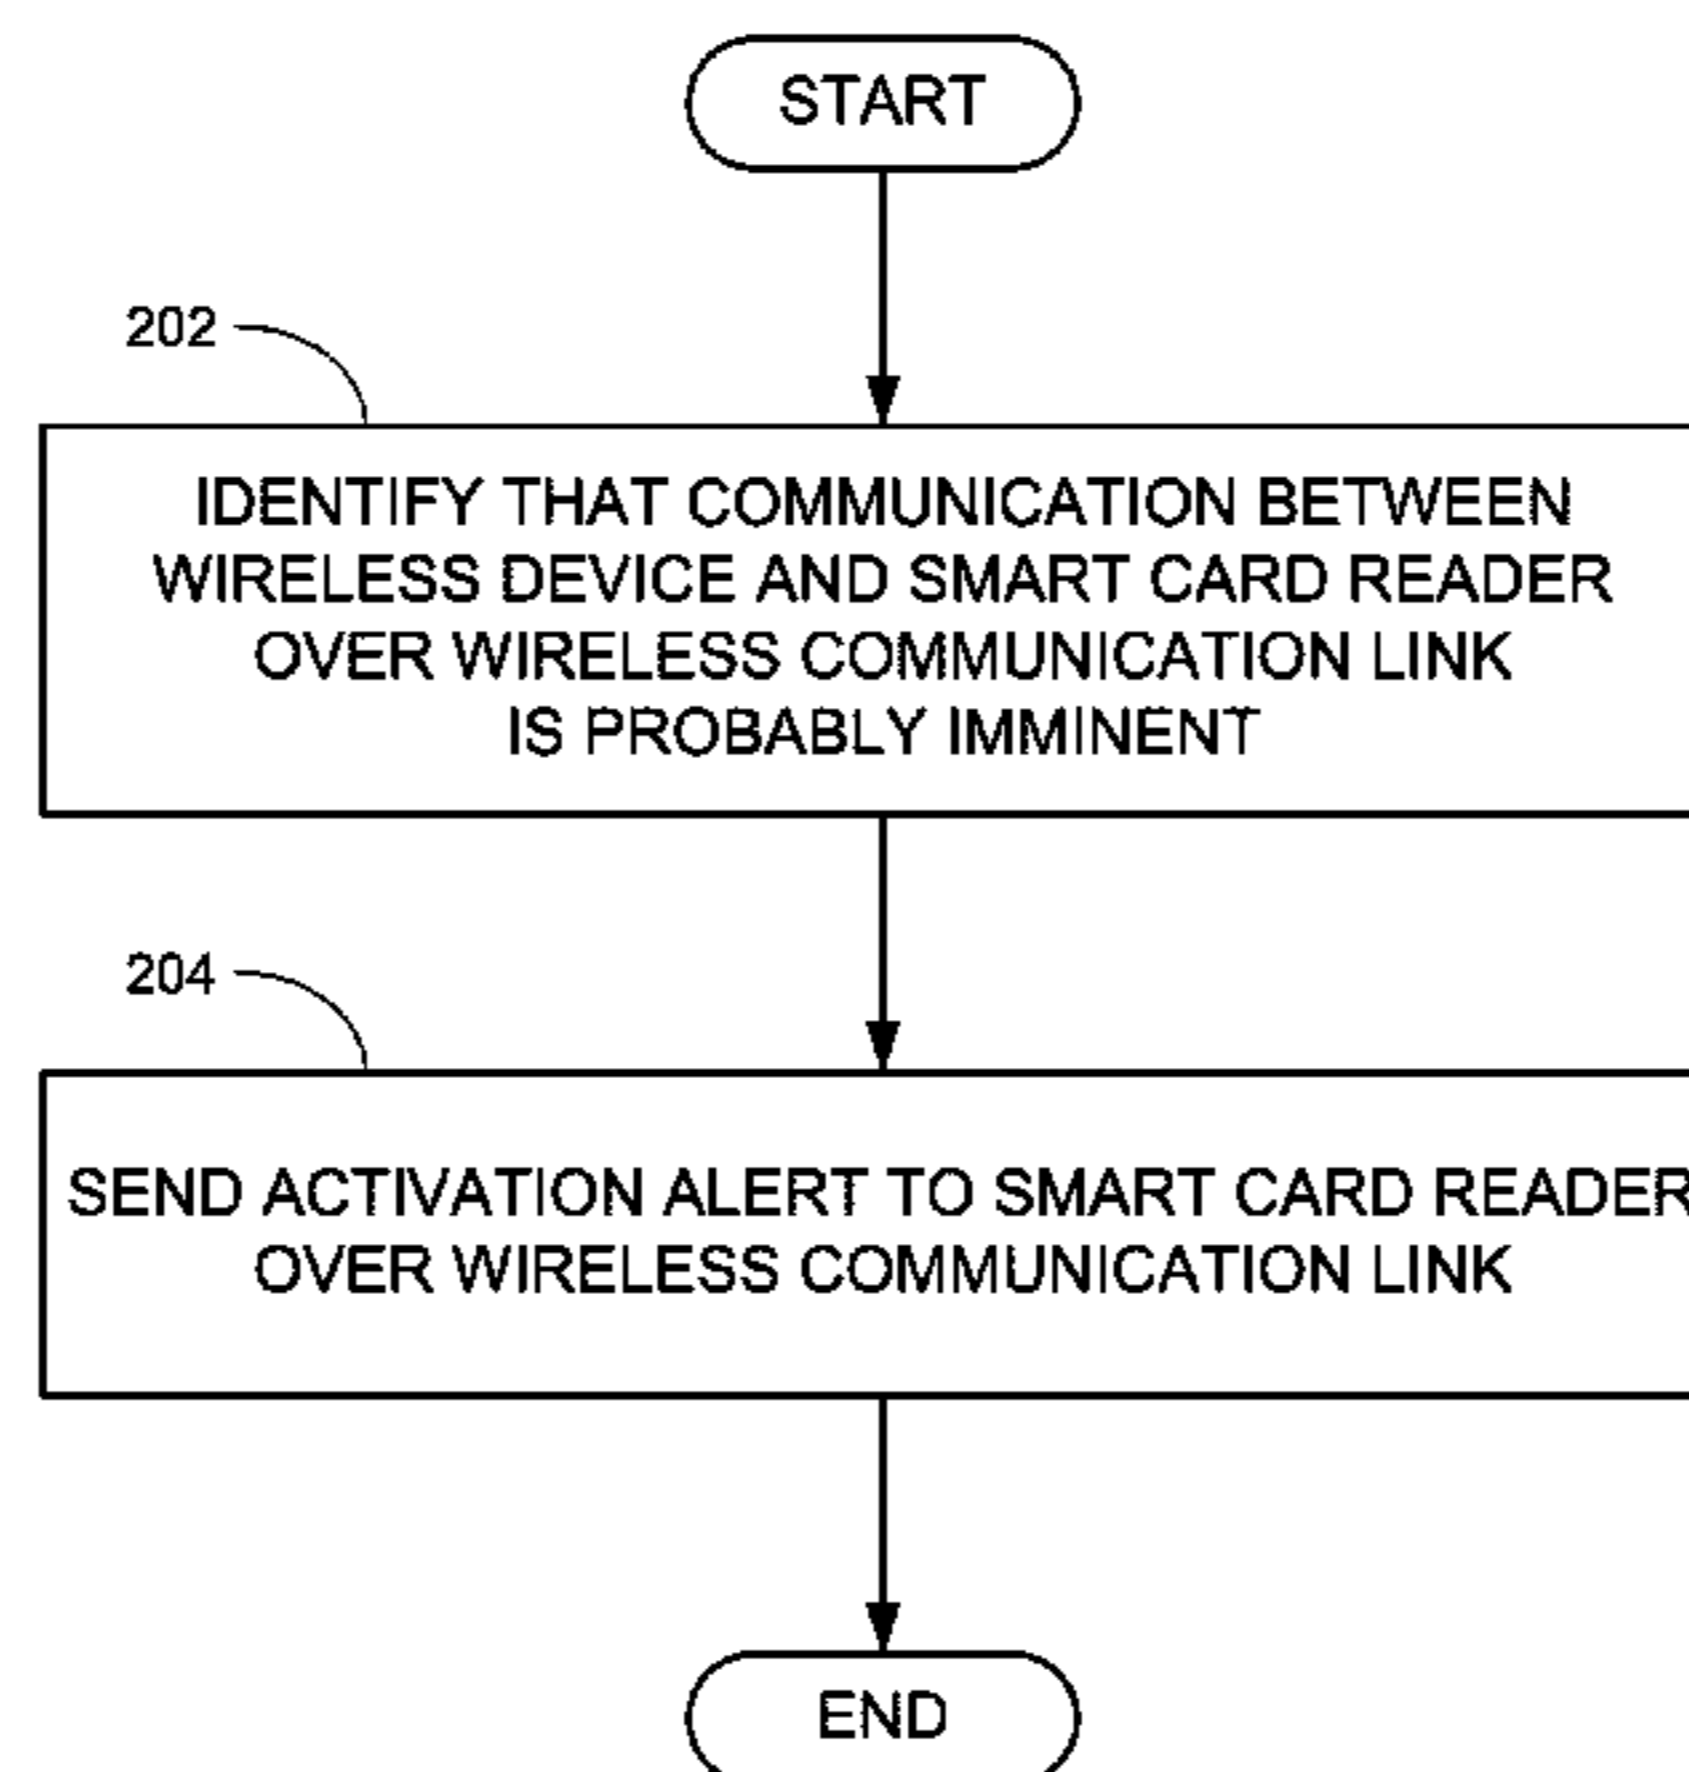 START
202
IDENTIFY THAT COMMUNICATION BETWEEN
WIRELESS DEVICE AND SMART CARD READER
OVER WIRELESS COMMUNICATION LINK
IS PROBABLY IMMINENT
204
SEND ACTIVATION ALERT TO SMART CARD READER
OVER WIRELESS COMMUNICATION LINK
END